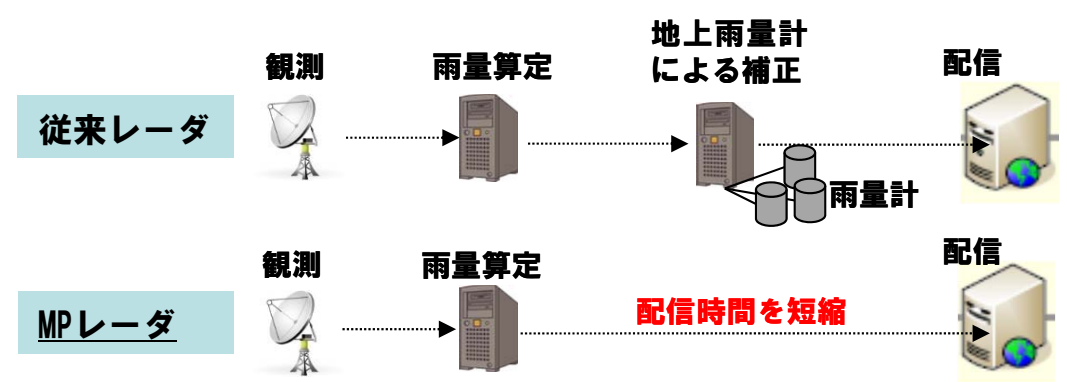 観測
雨量算定
地上雨量計
による補正
配信
従来レーダ
雨量計
観測
雨量算定
配信
MPレーダ
配信時間を短縮